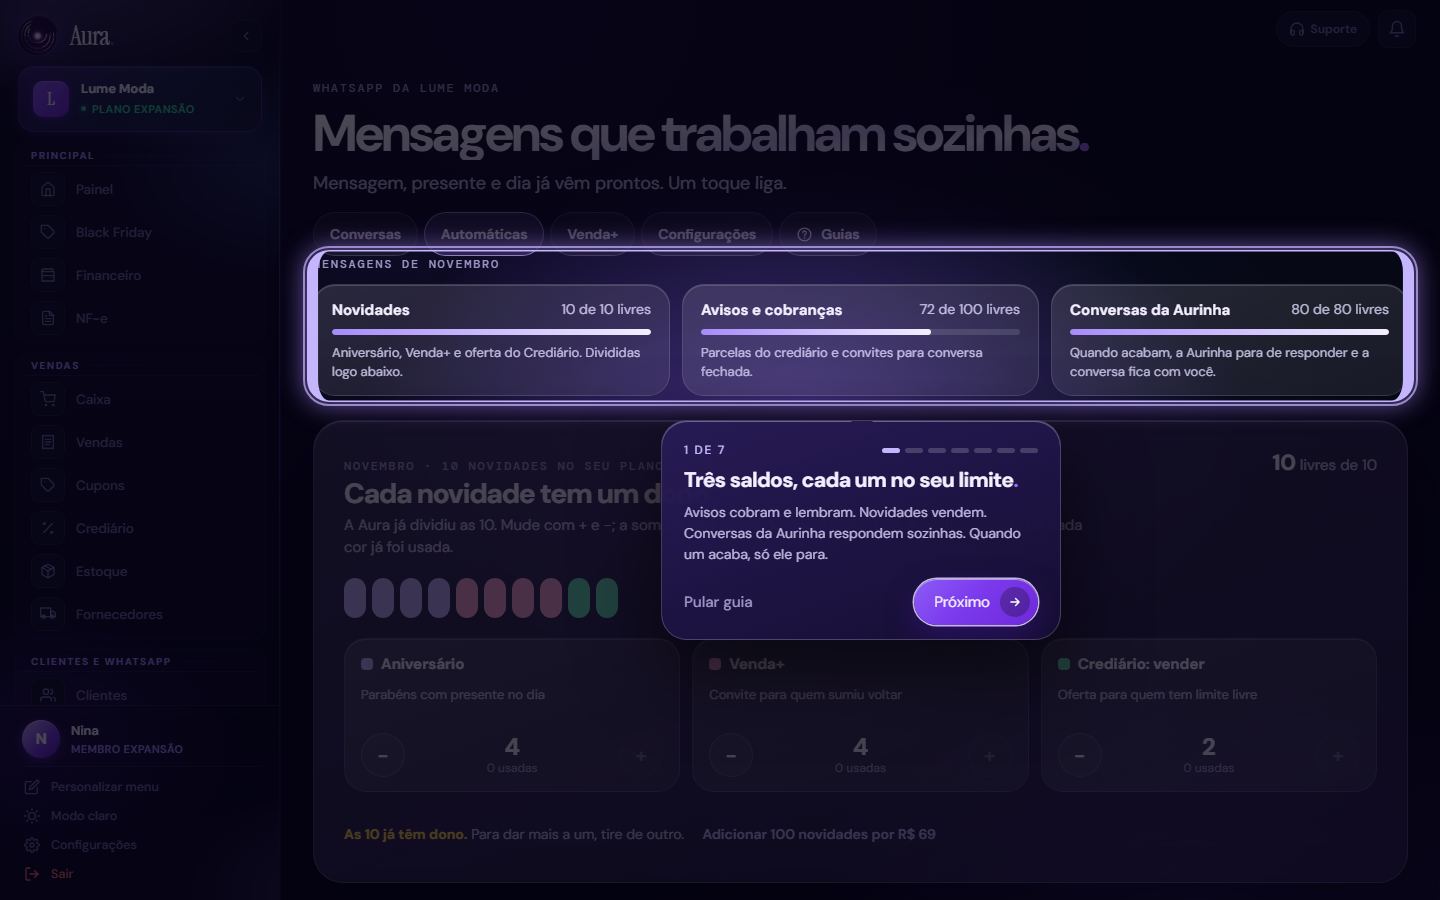 Aura.
Lume Moda
PLANO EXPANSÃO
PRINCIPAL
Painel
Black Friday
Financeiro
NF-e
VENDAS
Caixa
Vendas
Cupons
Crediário
Estoque
Fornecedores
CLIENTES E WHATSAPP
Clientes
N
Nina
MEMBRO EXPANSÃO
Personalizar menu
Modo claro
Configurações
Sair
Suporte
WHATSAPP DA LUME MODA
Mensagens que trabalham sozinhas.
Mensagem, presente e dia já vêm prontos. Um toque liga.
Conversas
Automáticas
Venda+
Configurações
Guias
ENSAGENS DE NOVEMBRO
Novidades
10 de 10 livres
Aniversário, Venda+ e oferta do Crediário. Divididas
logo abaixo.
Avisos e cobranças
72 de 100 livres
Parcelas do crediário e convites para conversa
fechada.
Conversas da Aurinha
80 de 80 livres
Quando acabam, a Aurinha para de responder e a
conversa fica com você.
NOVEMBRO · 10 NOVIDADES NO SEU PLANO
10 livres de 10
Cada novidade tem um d
A Aura já dividiu as 10. Mude com + e −; a som
cor já foi usada.
1 DE 7
Três saldos, cada um no seu limite.
Avisos cobram e lembram. Novidades vendem.
Conversas da Aurinha respondem sozinhas. Quando
um acaba, só ele para.
Pular guia
Próximo
Aniversário
Parabéns com presente no dia
− 4 +
0 usadas
Venda+
Convite para quem sumiu voltar
− 4 +
0 usadas
Crediário: vender
Oferta para quem tem limite livre
− 2 +
0 usadas
As 10 já têm dono. Para dar mais a um, tire de outro. Adicionar 100 novidades por R$ 69